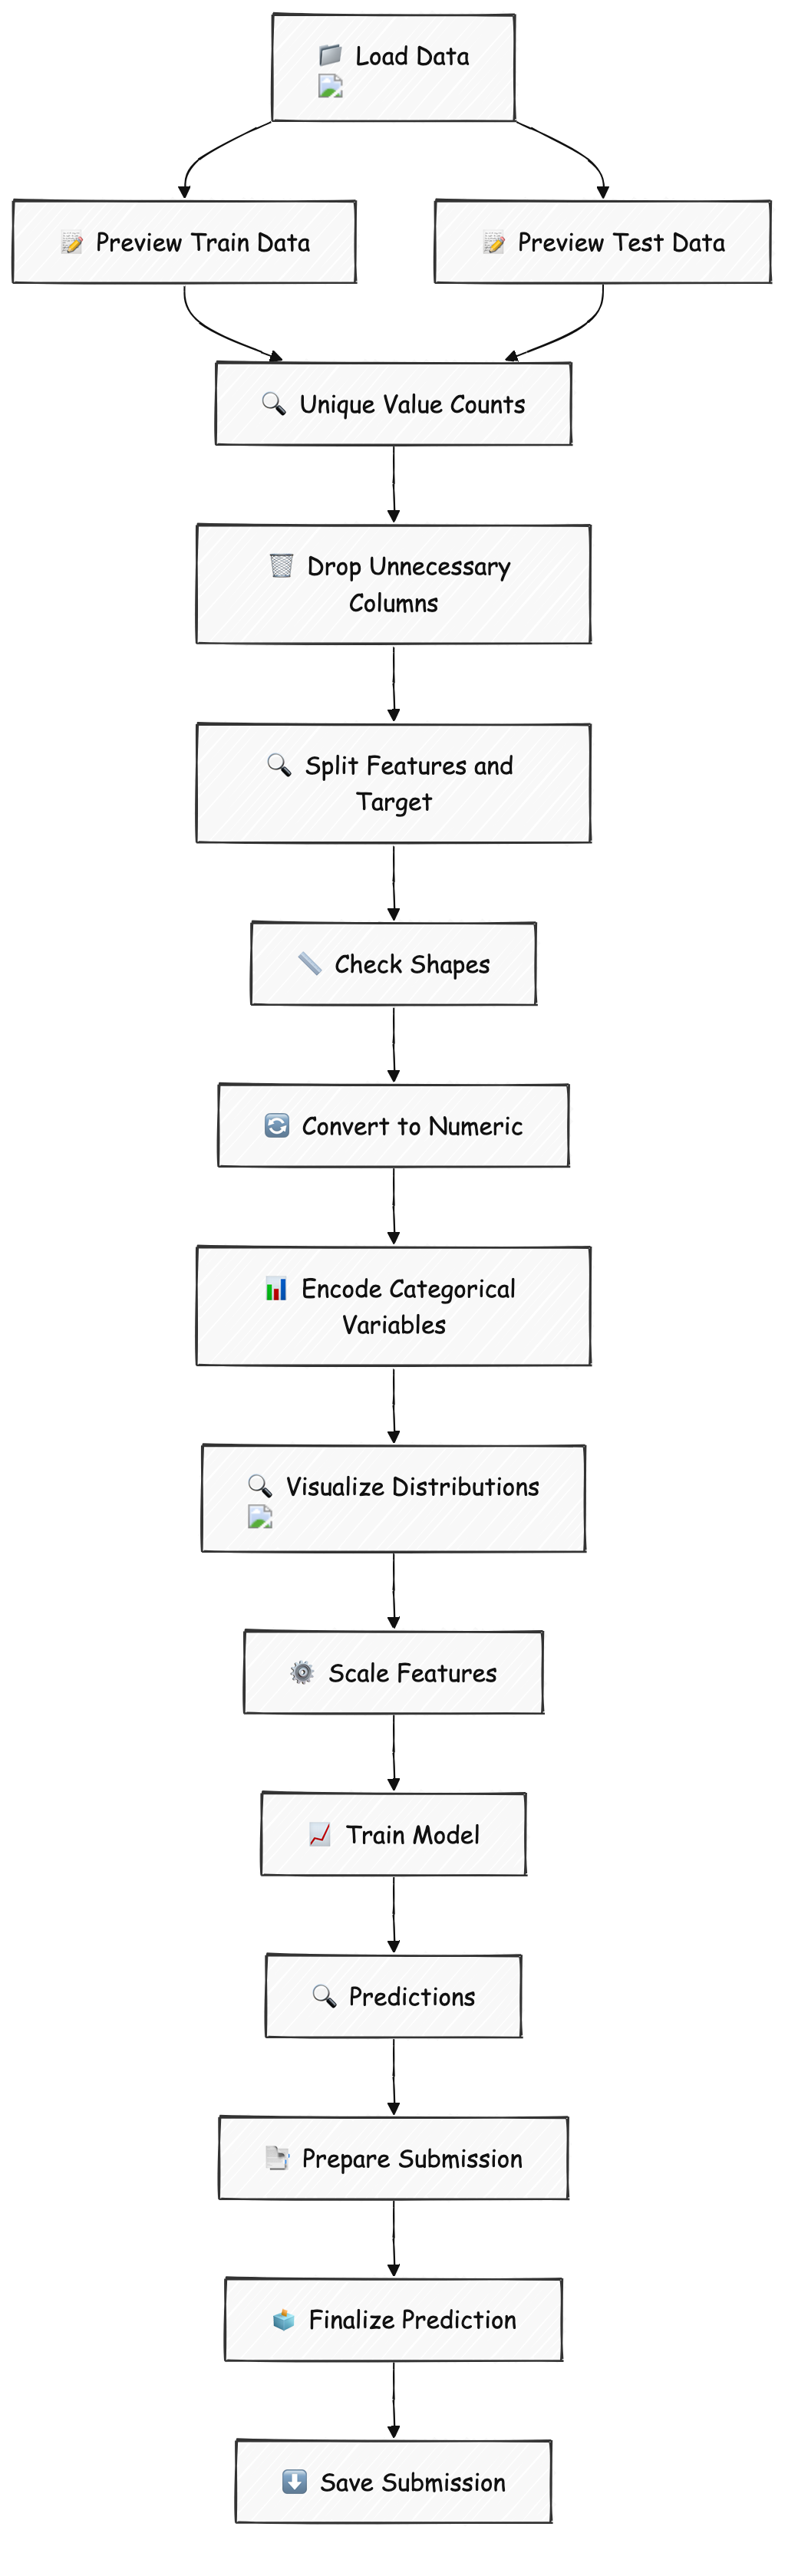 Load Data
Preview Train Data
Preview Test Data
Unique Value Counts
Drop Unnecessary
Columns
Split Features and
Target
Check Shapes
Convert to Numeric
Encode Categorical
Variables
Visualize Distributions
Scale Features
Train Model
Predictions
Prepare Submission
Finalize Prediction
Save Submission